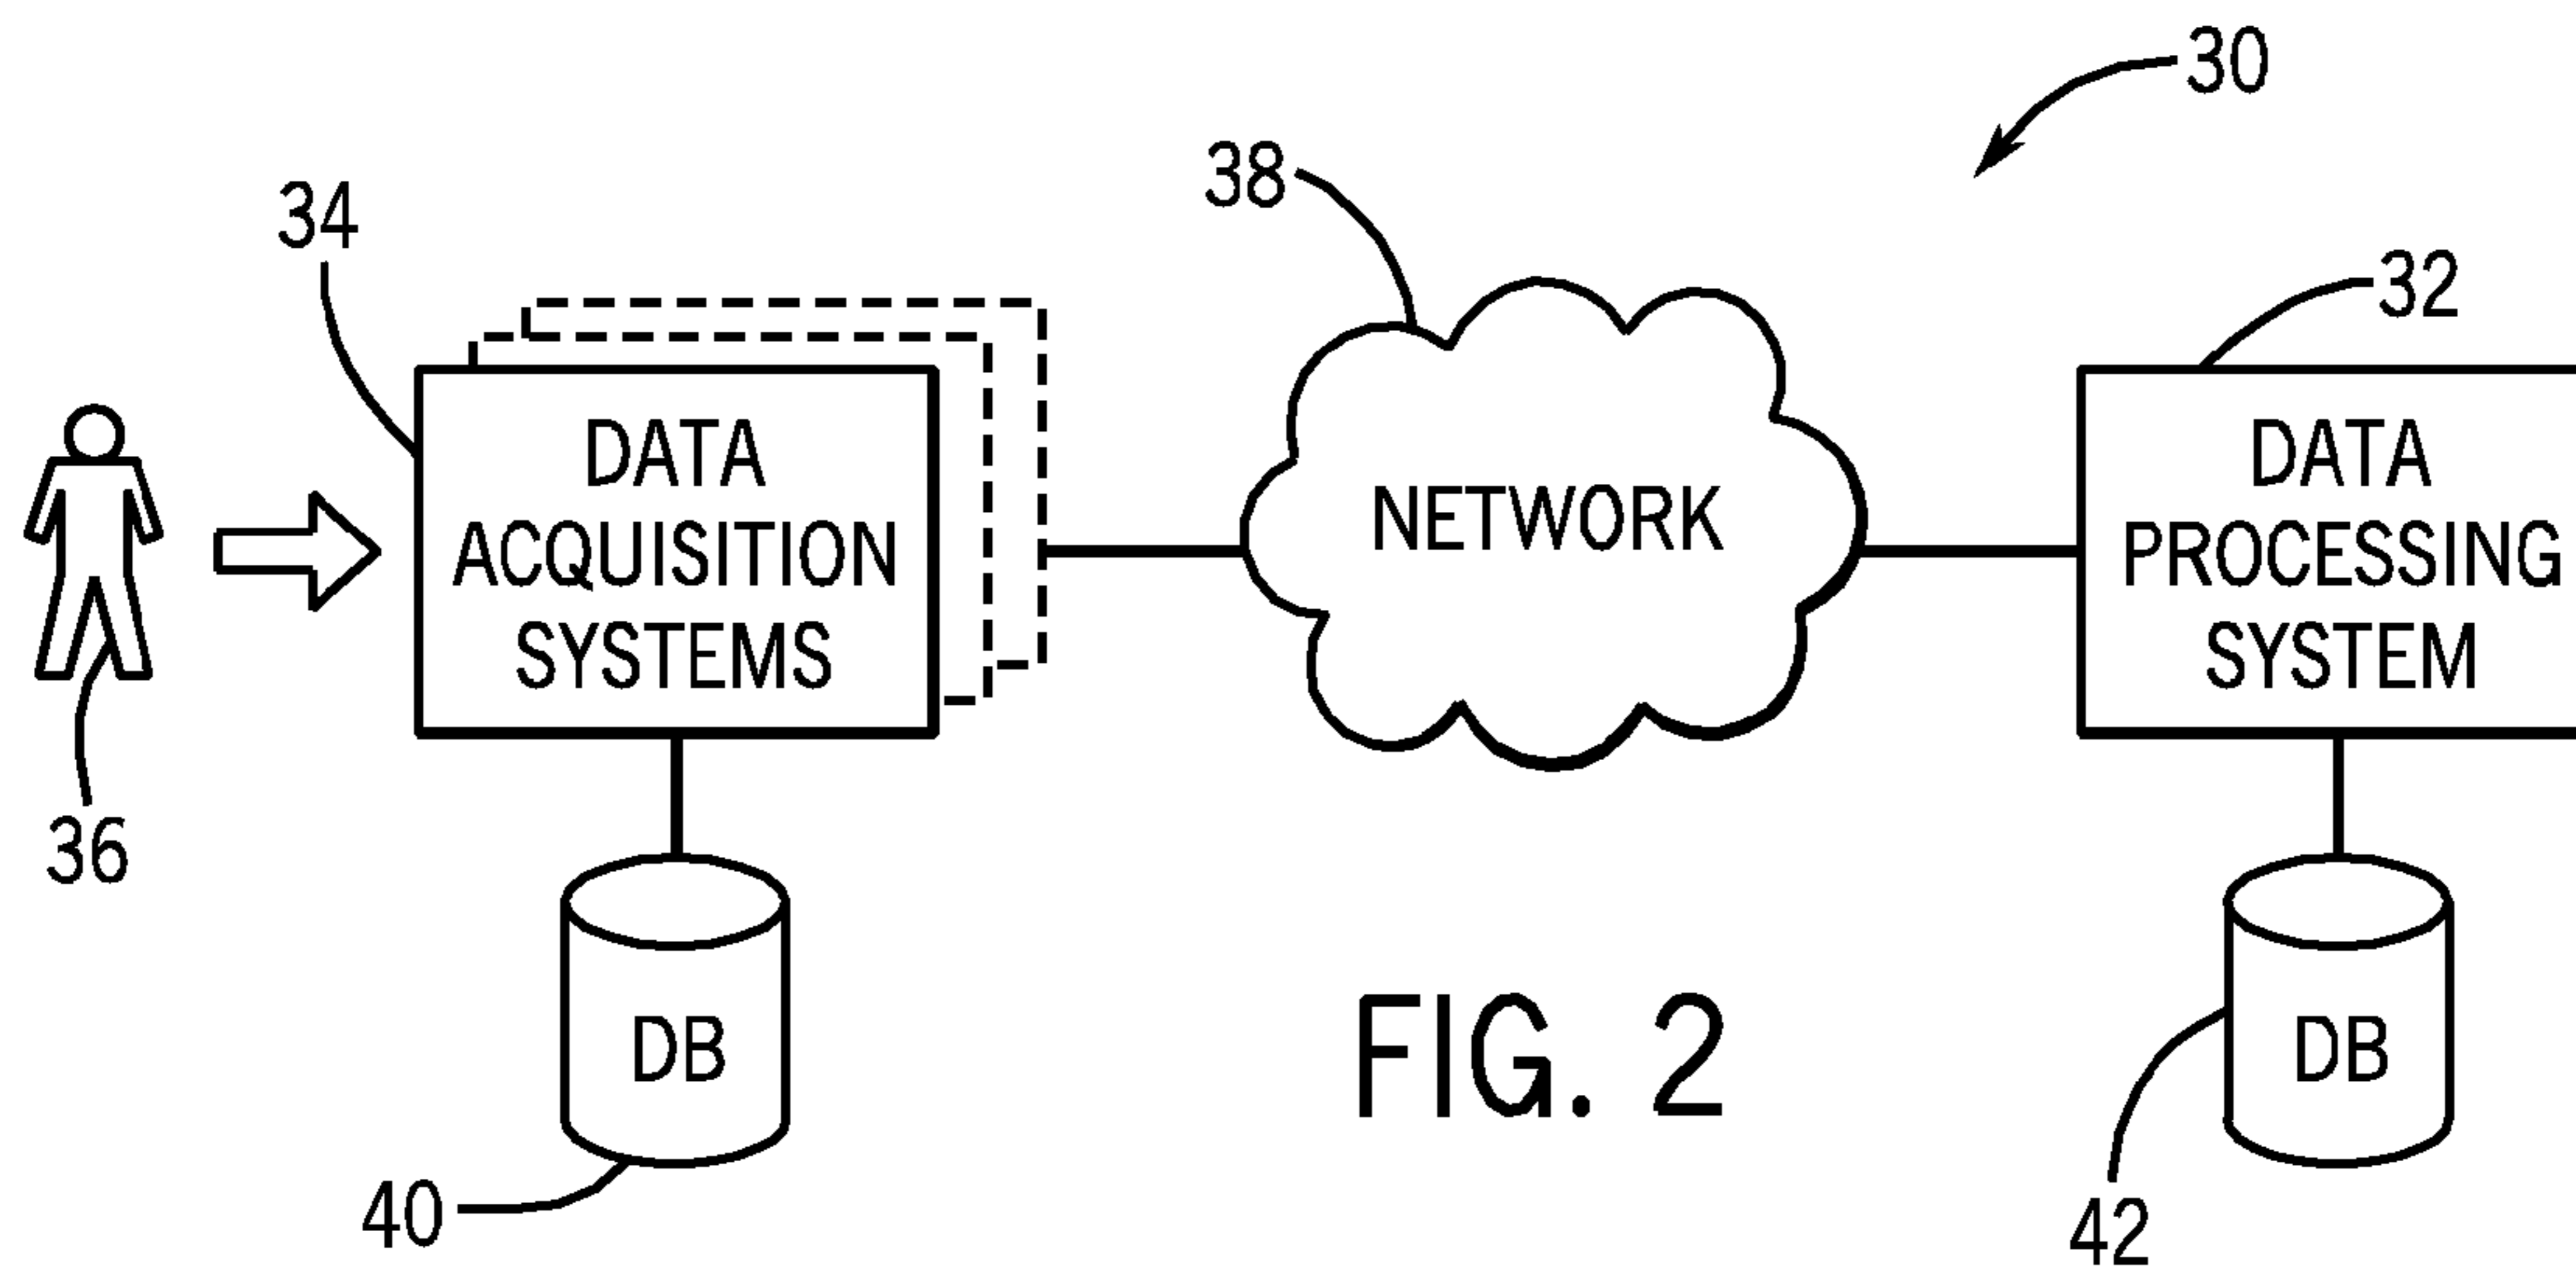 30
38
34
32
DATA
ACQUISITION
SYSTEMS
NETWORK
DATA
PROCESSING
SYSTEM
36
DB
FIG. 2
DB
40
42